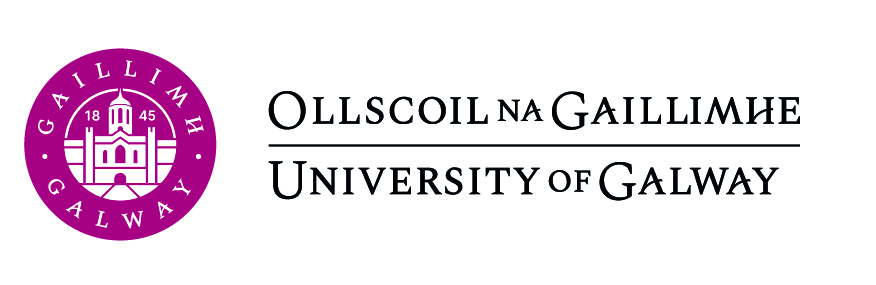 GAILLIMH
18 45
GALWAY
OLLSCOIL NA GAILLIMHE
UNIVERSITY OF GALWAY